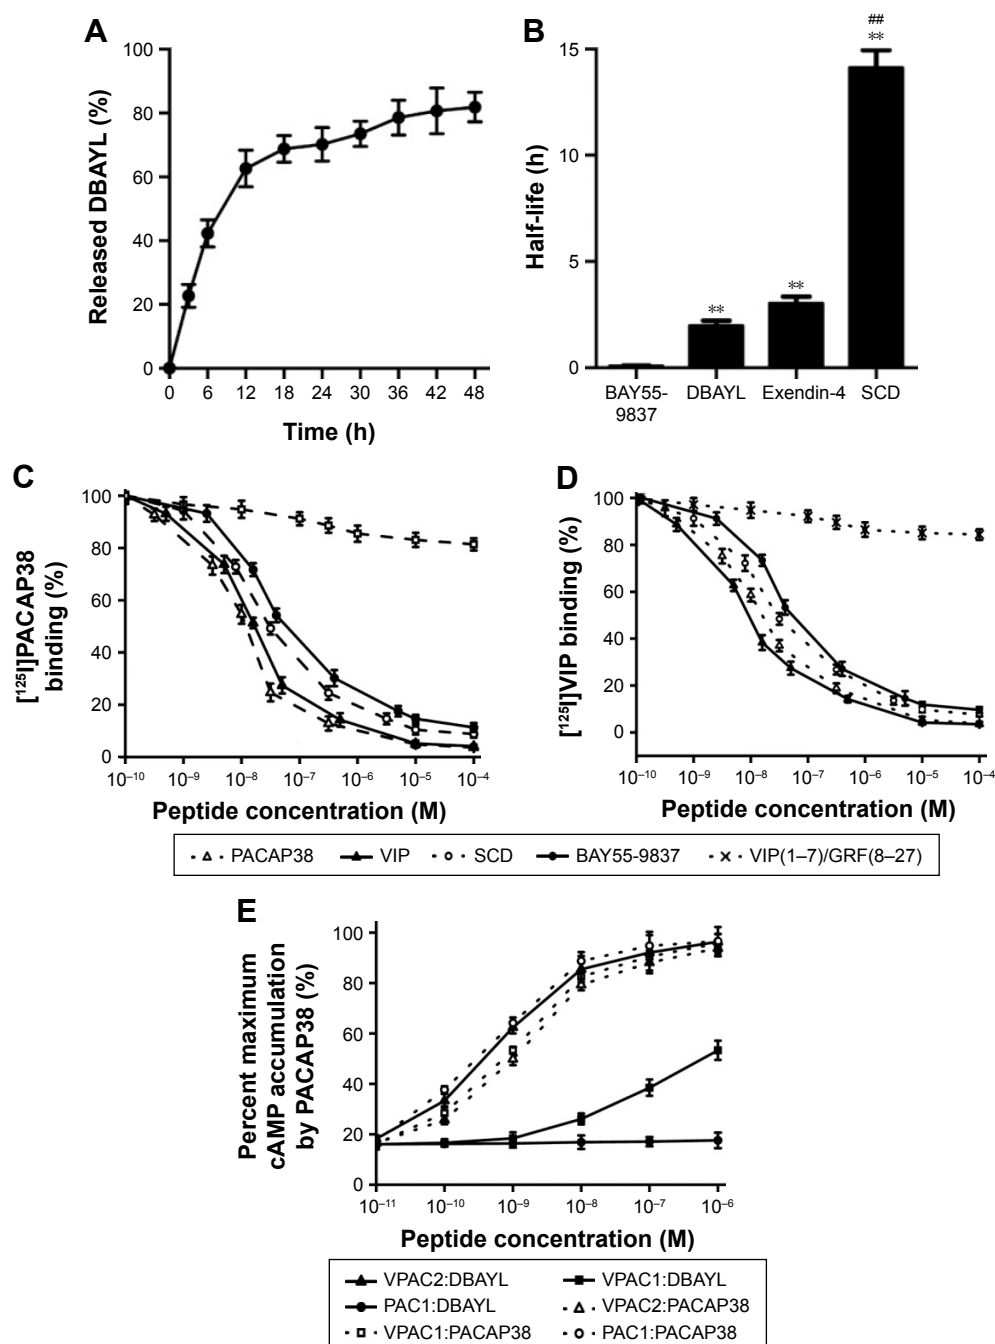 A
B
Released DBAYL (%)
100
80
60
40
20
0
0 6 12 18 24 30 36 42 48
Time (h)
Half-life (h)
15
10
5
0
##
**
**
**
BAY55-
9837
DBAYL
Exendin-4
SCD
C
D
[¹²⁵I]PACAP38
binding (%)
100
80
60
40
20
0
10⁻¹⁰ 10⁻⁹ 10⁻⁸ 10⁻⁷ 10⁻⁶ 10⁻⁵ 10⁻⁴
Peptide concentration (M)
[¹²⁵I]VIP binding (%)
100
80
60
40
20
0
10⁻¹⁰ 10⁻⁹ 10⁻⁸ 10⁻⁷ 10⁻⁶ 10⁻⁵ 10⁻⁴
Peptide concentration (M)
PACAP38 VIP SCD BAY55-9837 VIP(1–7)/GRF(8–27)
E
Percent maximum
cAMP accumulation
by PACAP38 (%)
100
80
60
40
20
0
10⁻¹¹ 10⁻¹⁰ 10⁻⁹ 10⁻⁸ 10⁻⁷ 10⁻⁶
Peptide concentration (M)
VPAC2:DBAYL VPAC1:DBAYL
PAC1:DBAYL VPAC2:PACAP38
VPAC1:PACAP38 PAC1:PACAP38